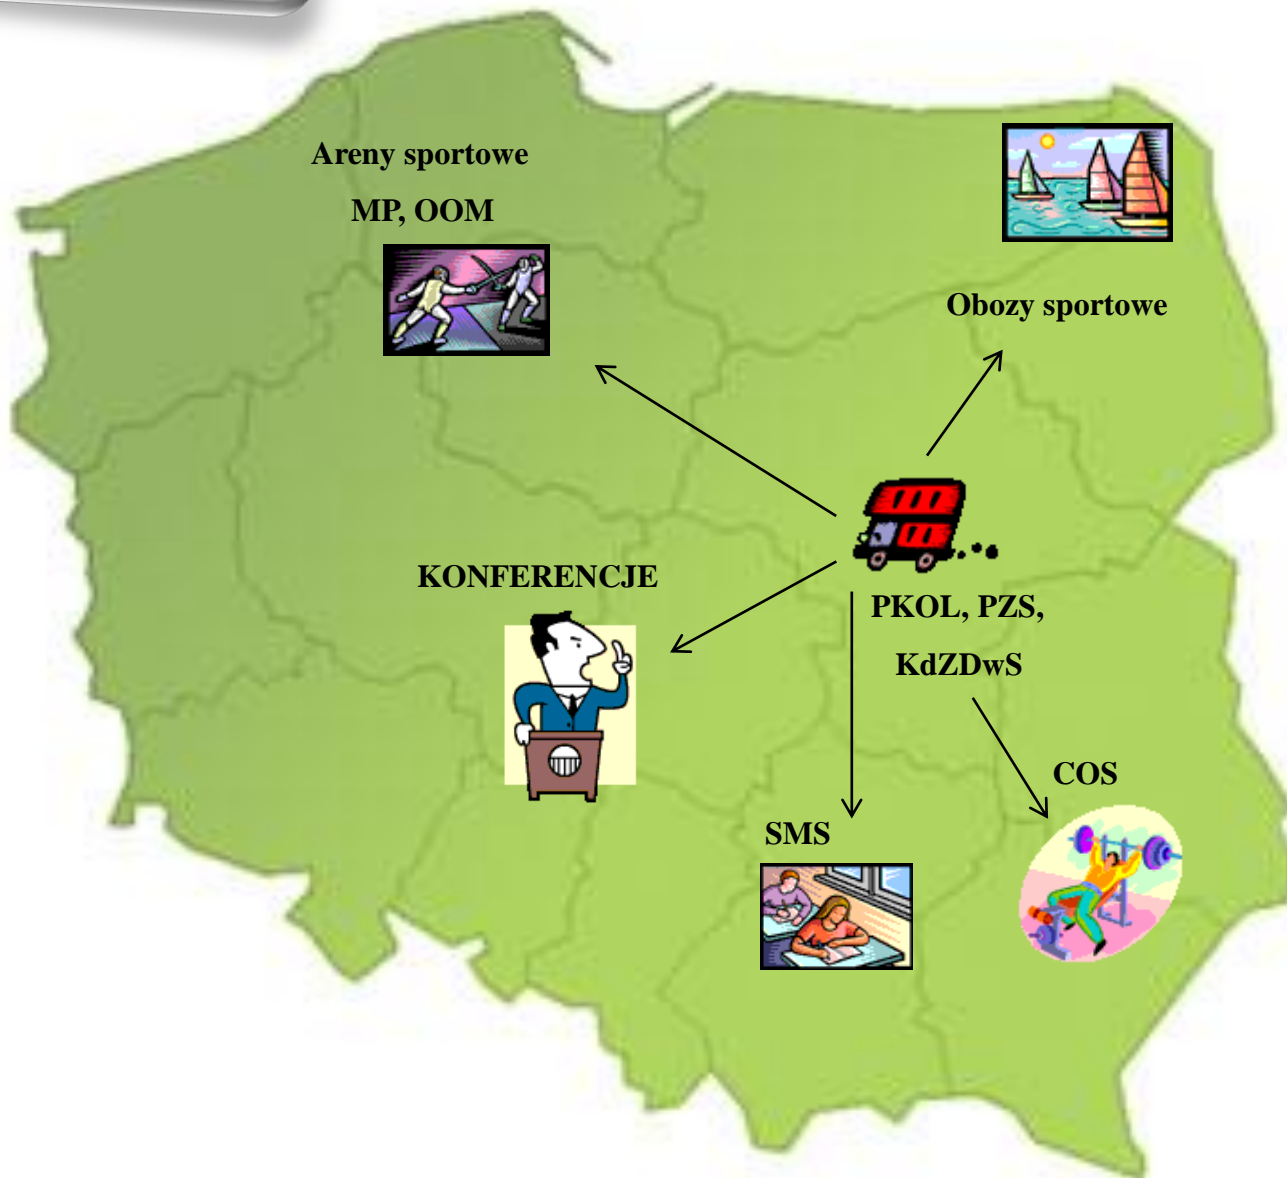 Areny sportowe
MP, OOM
Obozy sportowe
KONFERENCJE
PKOL, PZS,
KdZDwS
COS
SMS